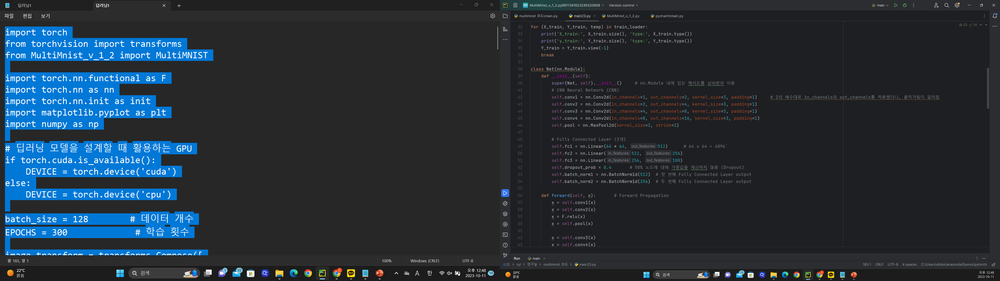 딥러닝1
딥러닝1
파일 편집 보기
import torch
from torchvision import transforms
from MultiMnist_v_1_2 import MultiMNIST
import torch.nn.functional as F
import torch.nn as nn
import torch.nn.init as init
import matplotlib.pyplot as plt
import numpy as np
# 딥러닝 모델을 설계할 때 활용하는 GPU
if torch.cuda.is_available():
    DEVICE = torch.device('cuda')
else:
    DEVICE = torch.device('cpu')
batch_size = 128        # 데이터 개수
EPOCHS = 300             # 학습 횟수
image_transform = transforms.Compose([
줄 165, 열 1
100%
Windows (CRLF)
UTF-8
22°C
맑음
검색
1
10
오후 12:48
2023-10-11
19
MM MultiMnist_v_1_2.py9911341623245520608
Version control
main
multimnist 코드\main.py
main23.py
MultiMnist_v_1_2.py
pycharm\main.py
33 14
32 for (X_train, Y_train, temp) in train_loader:
33     print('X_train:', X_train.size(), 'type:', X_train.type())
34     print('y_train:', Y_train.size(), 'type:', Y_train.type())
35     Y_train = Y_train.view(-1)
36     break
37
38 class Net(nn.Module):
39     def __init__(self):
40         super(Net, self).__init__()     # nn.Module 내에 있는 메서드를 상속받아 이용
41         # CNN Neural Network (CNN)
42         self.conv1 = nn.Conv2d(in_channels=1, out_channels=2, kernel_size=3, padding=1)     # 2의 배수대로 in_channels와 out_channels를 적용했더니, 울컥거림이 없어짐
43         self.conv2 = nn.Conv2d(in_channels=2, out_channels=4, kernel_size=3, padding=1)
44         self.conv3 = nn.Conv2d(in_channels=4, out_channels=8, kernel_size=3, padding=1)
45         self.conv4 = nn.Conv2d(in_channels=8, out_channels=16, kernel_size=3, padding=1)
46         self.pool = nn.MaxPool2d(kernel_size=2, stride=2)
47
48         # Fully Connected Layer (3개)
49         self.fc1 = nn.Linear(64 * 64, out_features: 512)      # 64 x 64 = 4096`
50         self.fc2 = nn.Linear( in_features: 512, out_features: 256)
51         self.fc3 = nn.Linear( in_features: 256, out_features: 100)
52         self.dropout_prob = 0.4       # 50% 노드에 대해 가중값을 계산하지 않음 (Dropout)
53         self.batch_norm1 = nn.BatchNorm1d(512)  # 첫 번째 Fully Connected Layer output
54         self.batch_norm2 = nn.BatchNorm1d(256)  # 두 번째 Fully Connected Layer output
55
56     def forward(self, x):       # Forward Propagation
57         x = self.conv1(x)
58         x = self.conv2(x)
59         x = F.relu(x)
60         x = self.pool(x)
61
62         x = self.conv3(x)
63         x = self.conv4(x)
Run
main
D: > cyl > 연구실 > multimnist 코드 > main23.py
165:1 CRLF UTF-8 4 spaces C:\Users\dlcks\anaconda3\envs\pytorch
22°C
맑음
검색
10
오후 12:48
2023-10-11